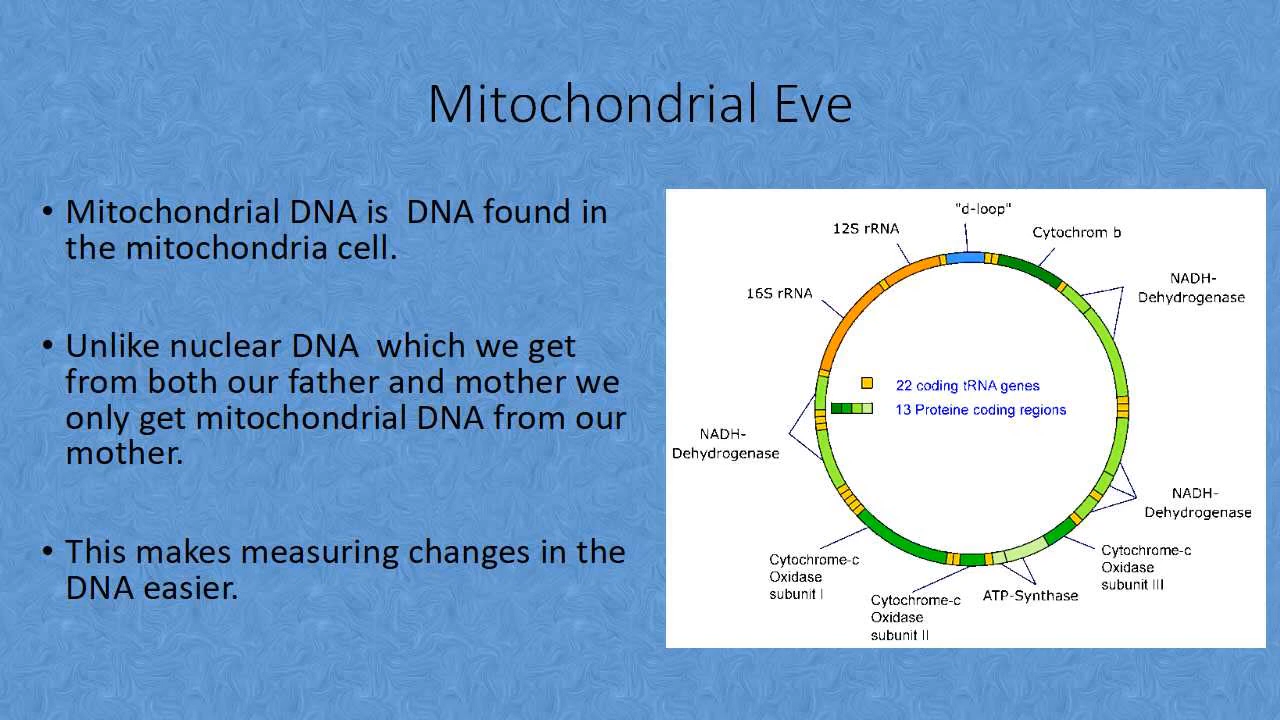 Mitochondrial Eve
• Mitochondrial DNA is  DNA found in
the mitochondria cell.
• Unlike nuclear DNA  which we get
from both our father and mother we
only get mitochondrial DNA from our
mother.
• This makes measuring changes in the
DNA easier.
"d-loop"
12S rRNA
Cytochrom b
16S rRNA
NADH-
Dehydrogenase
22 coding tRNA genes
13 Proteine coding regions
NADH-
Dehydrogenase
NADH-
Dehydrogenase
Cytochrome-c
Oxidase
subunit I
Cytochrome-c
Oxidase
subunit II
ATP-Synthase
Cytochrome-c
Oxidase
subunit III